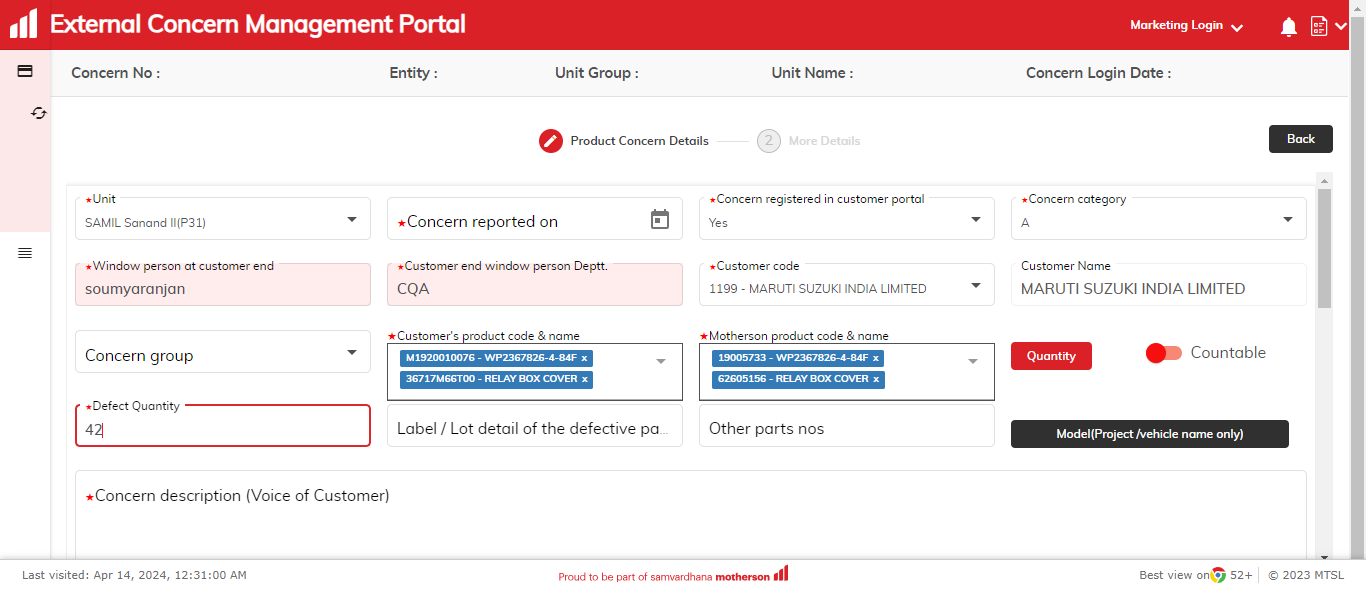 External Concern Management Portal
Marketing Login
Concern No :
Entity :
Unit Group :
Unit Name :
Concern Login Date :
Product Concern Details
2
More Details
Back
*Unit
SAMIL Sanand II(P31)
*Concern reported on
*Concern registered in customer portal
Yes
*Concern category
A
*Window person at customer end
soumyaranjan
*Customer end window person Deptt.
CQA
*Customer code
1199 - MARUTI SUZUKI INDIA LIMITED
Customer Name
MARUTI SUZUKI INDIA LIMITED
Concern group
*Customer's product code & name
M1920010076 - WP2367826-4-84F x
36717M66T00 - RELAY BOX COVER x
*Motherson product code & name
19005733 - WP2367826-4-84F x
62605156 - RELAY BOX COVER x
Quantity
Countable
*Defect Quantity
42
Label / Lot detail of the defective pa...
Other parts nos
Model(Project /vehicle name only)
*Concern description (Voice of Customer)
Last visited: Apr 14, 2024, 12:31:00 AM
Proud to be part of samvardhana motherson
Best view on 52+
© 2023 MTSL